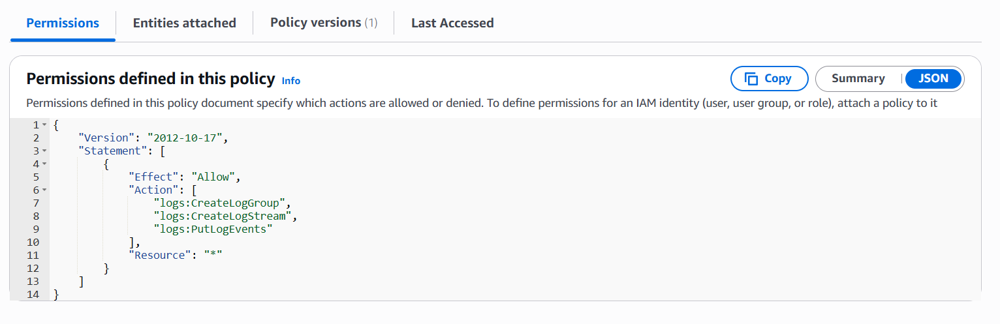 Permissions
Entities attached
Policy versions (1)
Last Accessed
Permissions defined in this policy Info
Copy
Summary
JSON
Permissions defined in this policy document specify which actions are allowed or denied. To define permissions for an IAM identity (user, user group, or role), attach a policy to it
1 {
2     "Version": "2012-10-17",
3     "Statement": [
4         {
5             "Effect": "Allow",
6             "Action": [
7                 "logs:CreateLogGroup",
8                 "logs:CreateLogStream",
9                 "logs:PutLogEvents"
10             ],
11             "Resource": "*"
12         }
13     ]
14 }